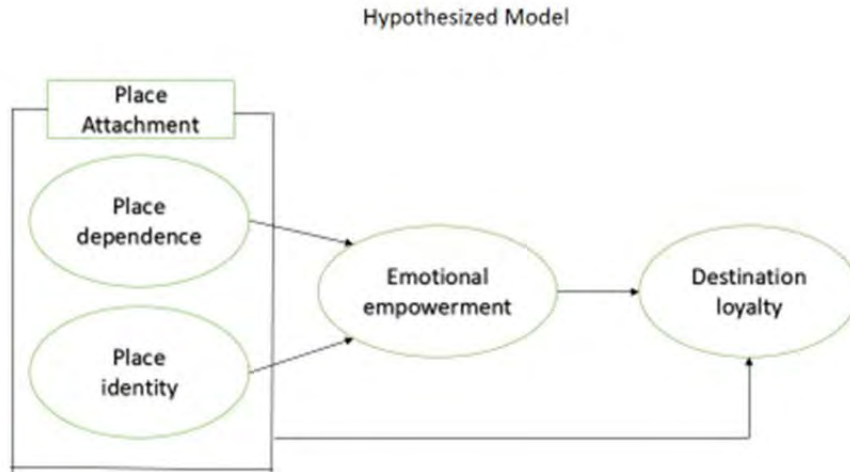 Hypothesized Model
Place
Attachment
Place
dependence
Place
identity
Emotional
empowerment
Destination
loyalty